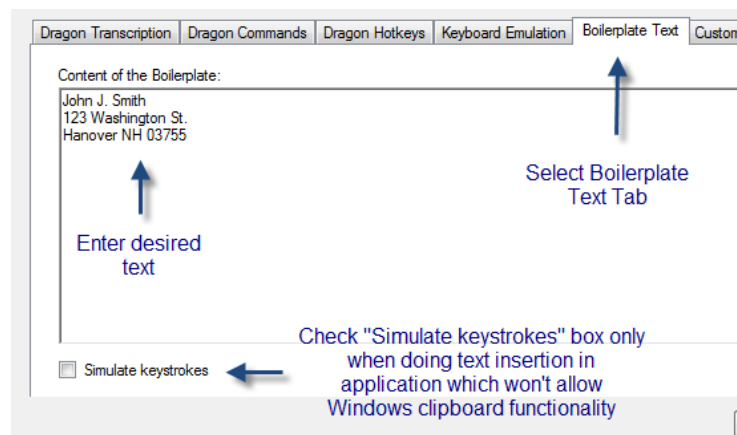 Dragon Transcription Dragon Commands Dragon Hotkeys Keyboard Emulation Boilerplate Text Custom
Content of the Boilerplate:
John J. Smith
123 Washington St.
Hanover NH 03755
Select Boilerplate
Text Tab
Enter desired
text
Check "Simulate keystrokes" box only
when doing text insertion in
application which won't allow
Windows clipboard functionality
Simulate keystrokes